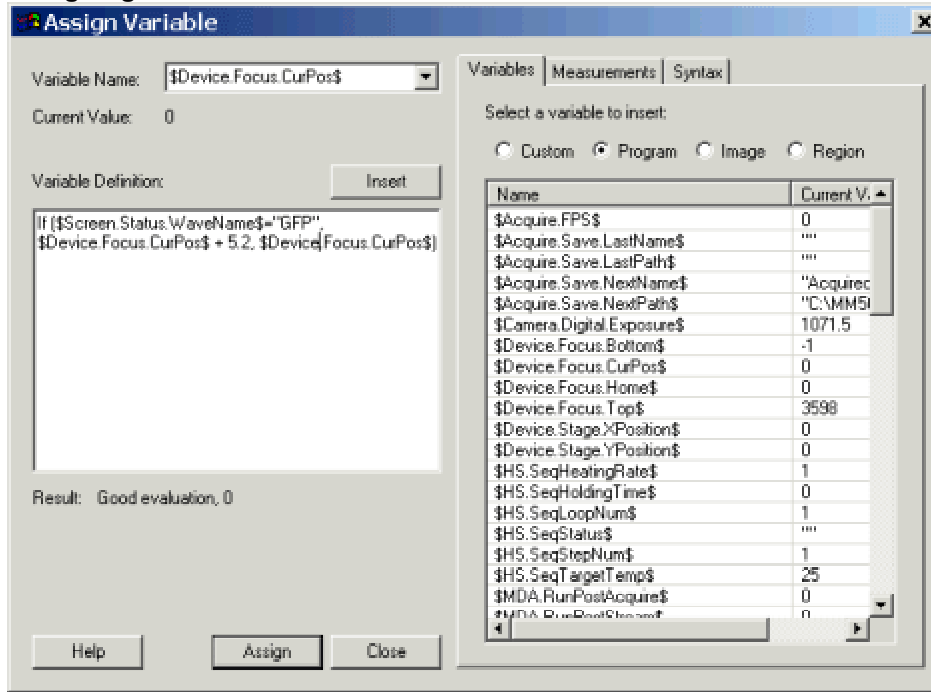 Assign Variable
Variable Name: $Device.Focus.CurPos$
Current Value: 0
Variable Definition: Insert
If ($Screen.Status.WaveName$="GFP",
$Device.Focus.CurPos$ + 5.2, $Device.Focus.CurPos$)
Result: Good evaluation, 0
Help Assign Close
Variables Measurements Syntax
Select a variable to insert:
Custom Program Image Region
Name Current V
$Acquire.FPS$ 0
$Acquire.Save.LastName$ ""
$Acquire.Save.LastPath$ ""
$Acquire.Save.NextName$ "Acquirec
$Acquire.Save.NextPath$ "C:\MM5
$Camera.Digital.Exposure$ 1071.5
$Device.Focus.Bottom$ -1
$Device.Focus.CurPos$ 0
$Device.Focus.Home$ 0
$Device.Focus.Top$ 3598
$Device.Stage.XPosition$ 0
$Device.Stage.YPosition$ 0
$HS.SeqHeatingRate$ 1
$HS.SeqHoldingTime$ 0
$HS.SeqLoopNum$ 1
$HS.SeqStatus$ ""
$HS.SeqStepNum$ 1
$HS.SeqTargetTemp$ 25
$MDA.RunPostAcquire$ 0